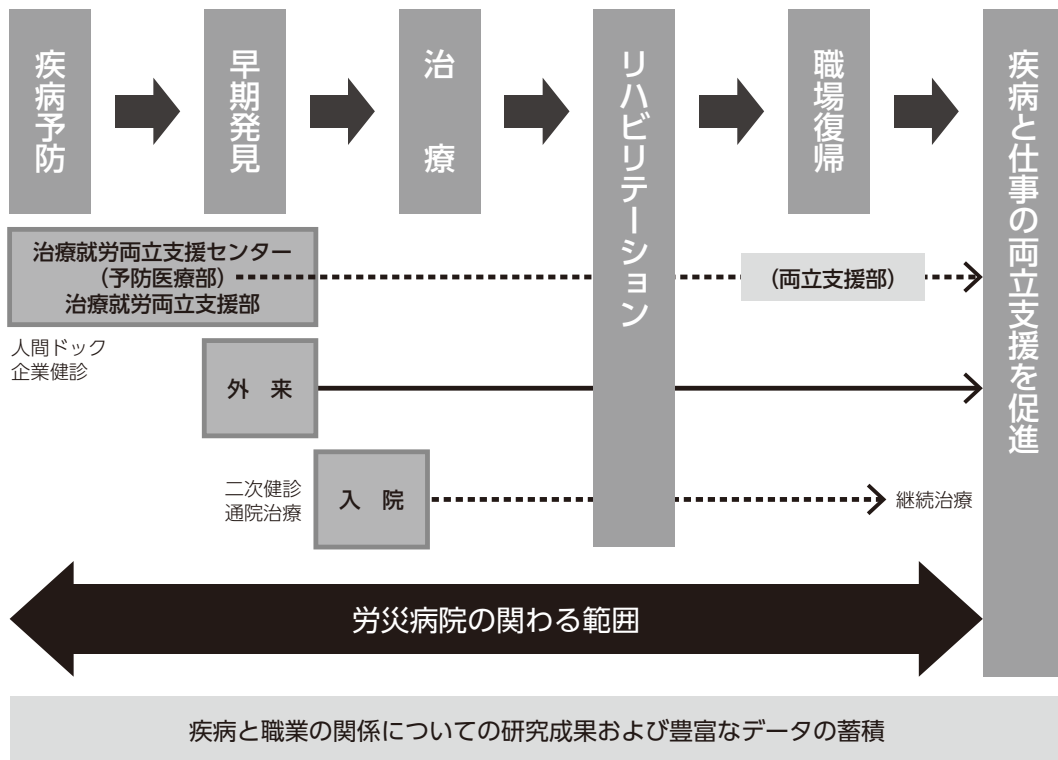 疾病予防
早期発見
治 療
リハビリテーション
職場復帰
疾病と仕事の両立支援を促進
治療就労両立支援センター
（予防医療部）
治療就労両立支援部
（両立支援部）
人間ドック
企業健診
外 来
二次健診
通院治療
入 院
継続治療
労災病院の関わる範囲
疾病と職業の関係についての研究成果および豊富なデータの蓄積